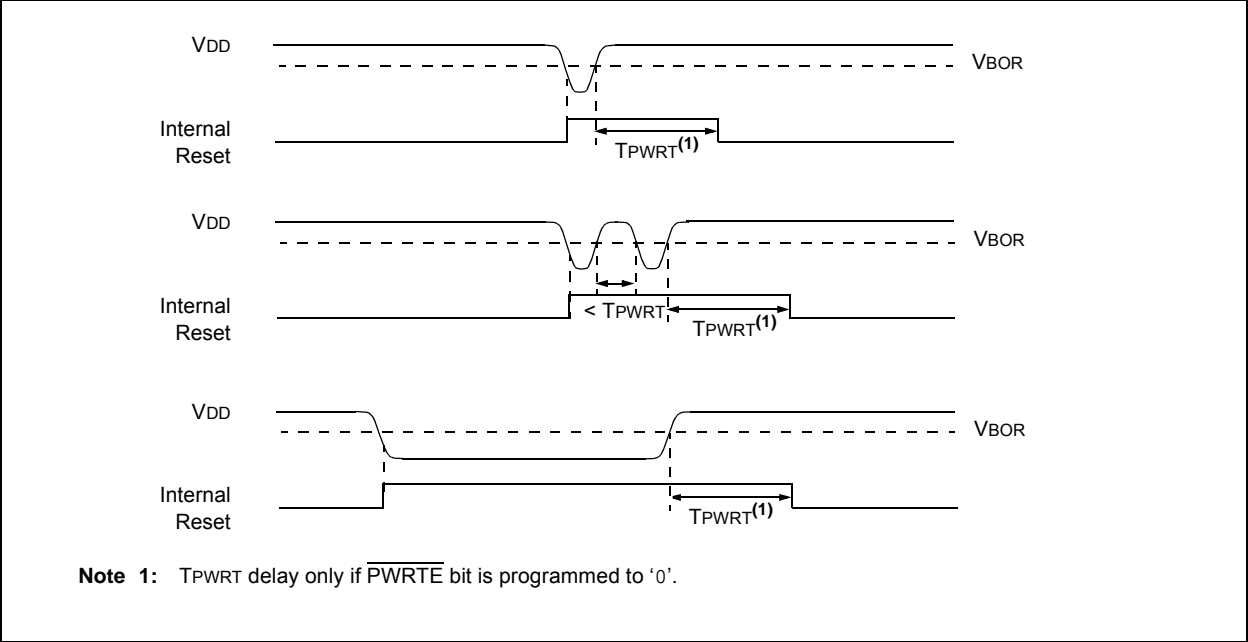 VDD
VBOR
Internal
Reset
TPWRT(1)
VDD
VBOR
Internal
Reset
< TPWRT
TPWRT(1)
VDD
VBOR
Internal
Reset
TPWRT(1)
Note 1: TPWRT delay only if PWRTE bit is programmed to ‘0’.